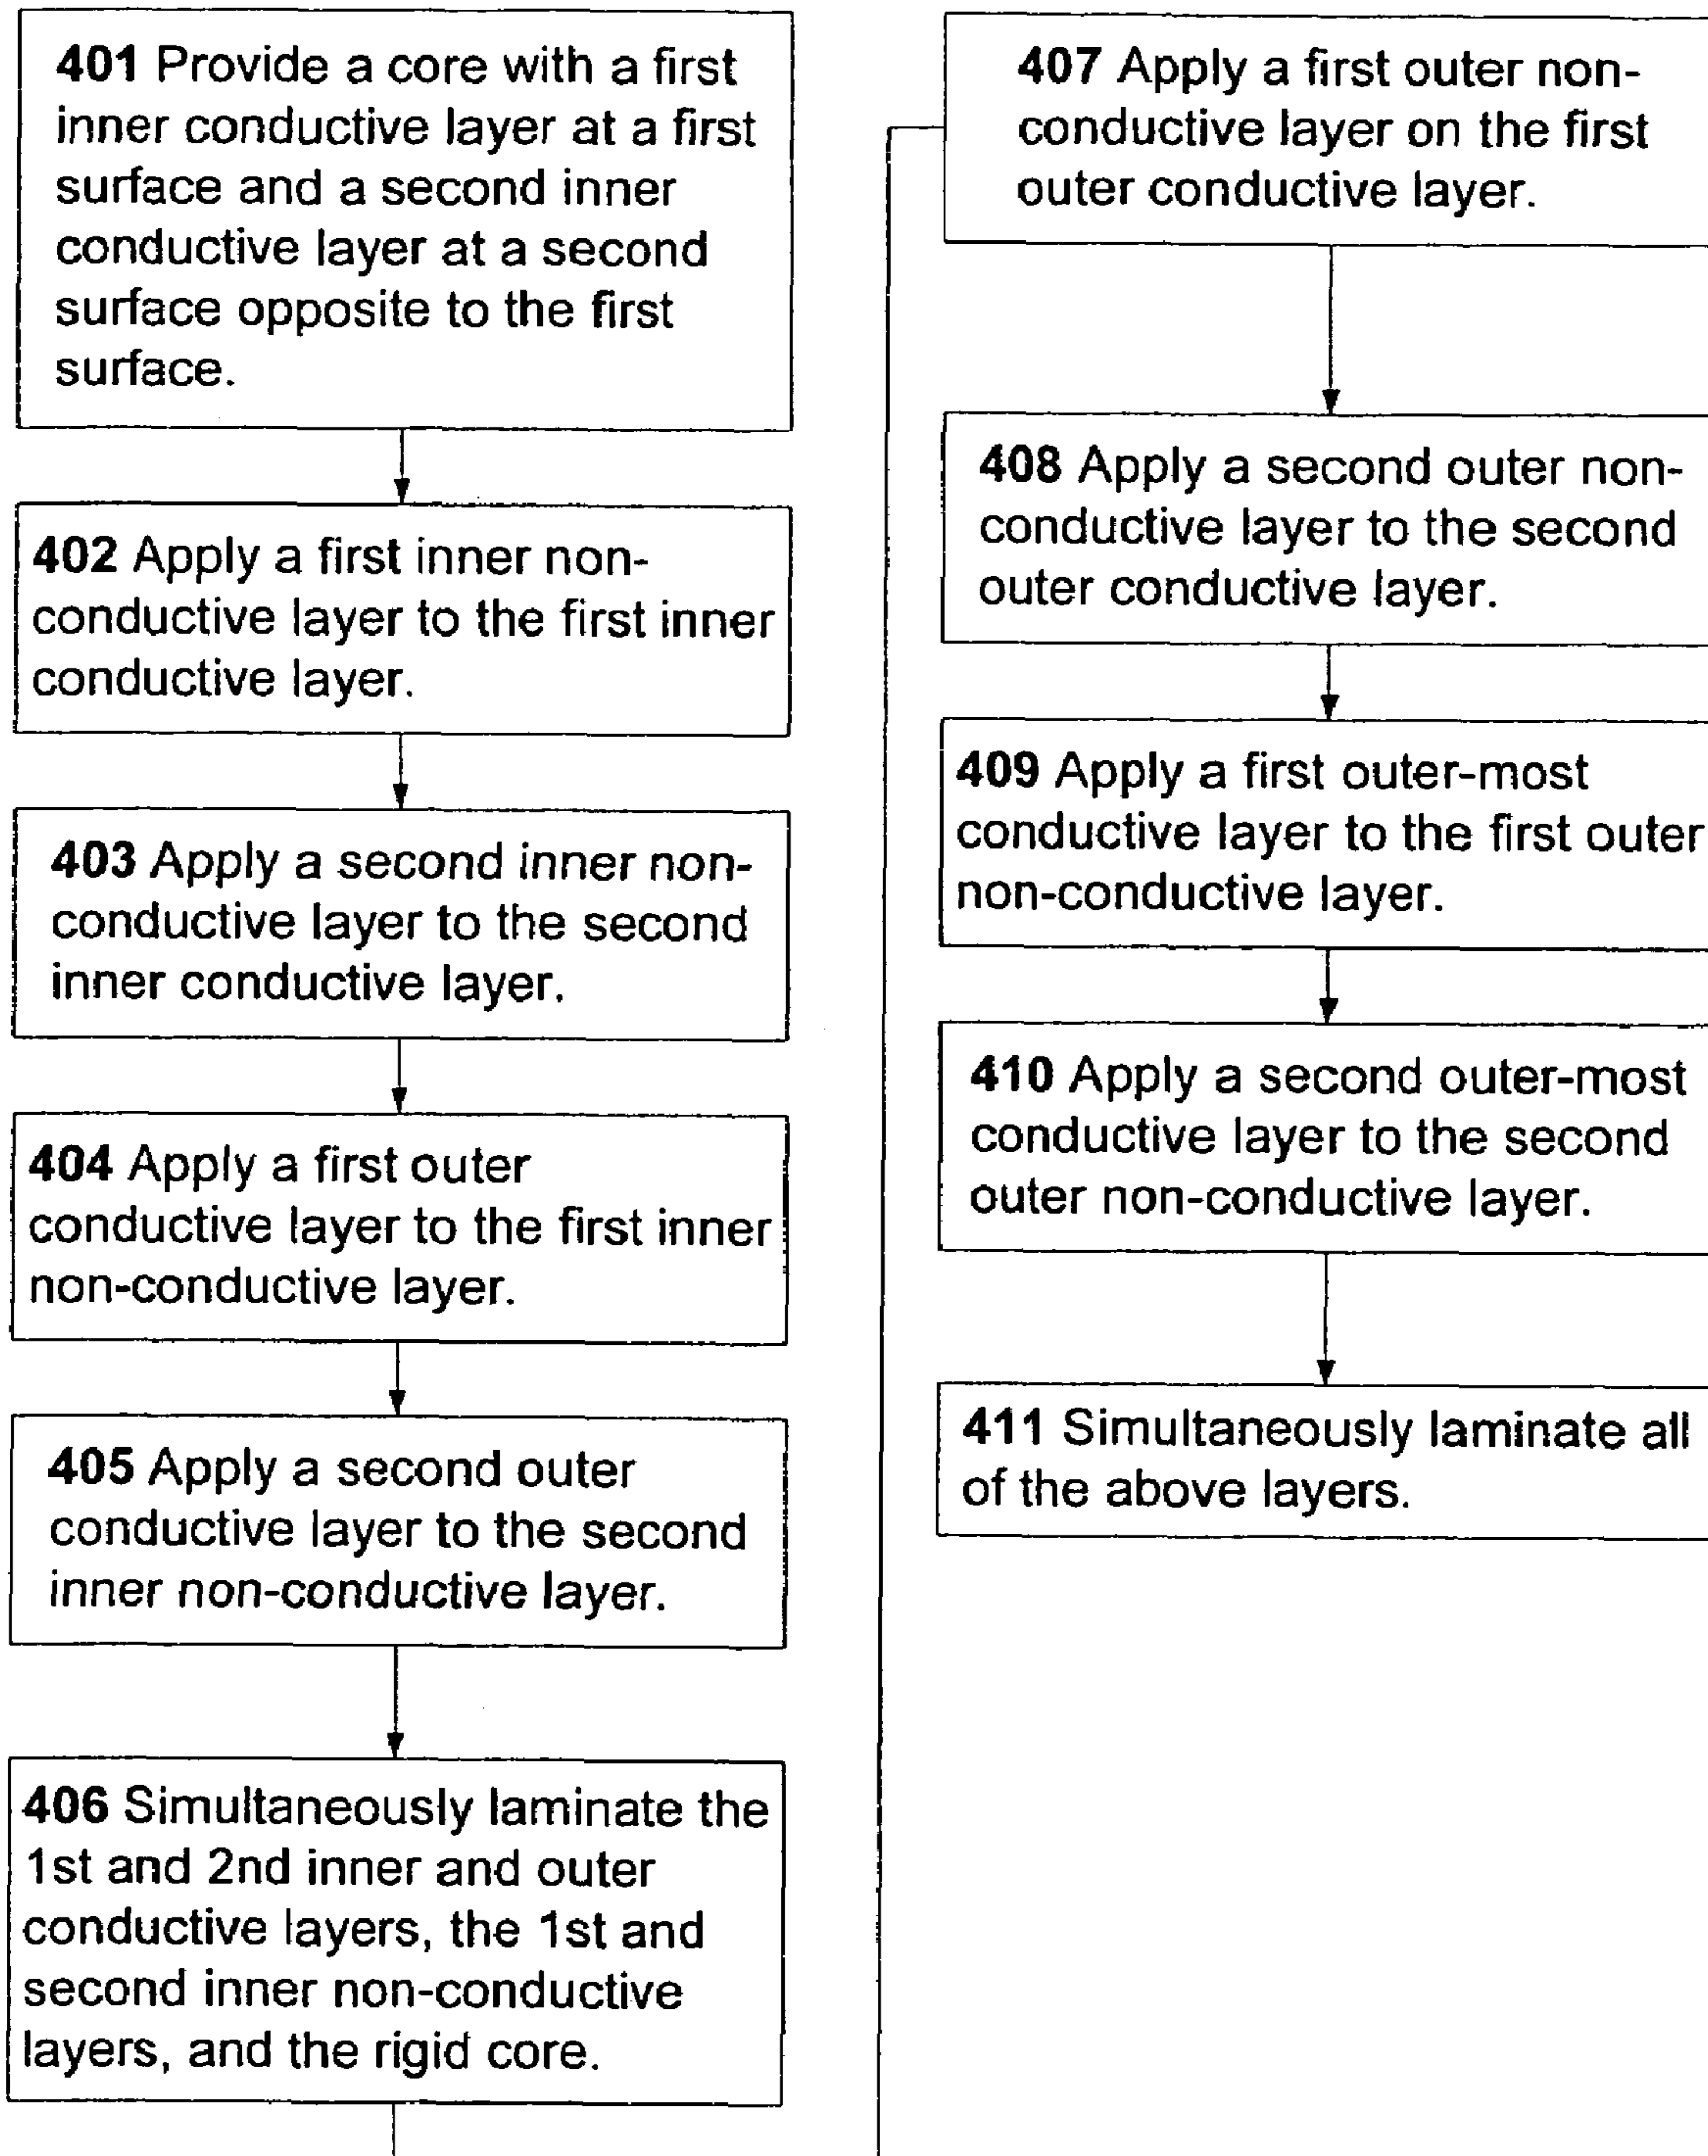 401 Provide a core with a first
inner conductive layer at a first
surface and a second inner
conductive layer at a second
surface opposite to the first
surface.
402 Apply a first inner non-
conductive layer to the first inner
conductive layer.
403 Apply a second inner non-
conductive layer to the second
inner conductive layer.
404 Apply a first outer
conductive layer to the first inner
non-conductive layer.
405 Apply a second outer
conductive layer to the second
inner non-conductive layer.
406 Simultaneously laminate the
1st and 2nd inner and outer
conductive layers, the 1st and
second inner non-conductive
layers, and the rigid core.
407 Apply a first outer non-
conductive layer on the first
outer conductive layer.
408 Apply a second outer non-
conductive layer to the second
outer conductive layer.
409 Apply a first outer-most
conductive layer to the first outer
non-conductive layer.
410 Apply a second outer-most
conductive layer to the second
outer non-conductive layer.
411 Simultaneously laminate all
of the above layers.